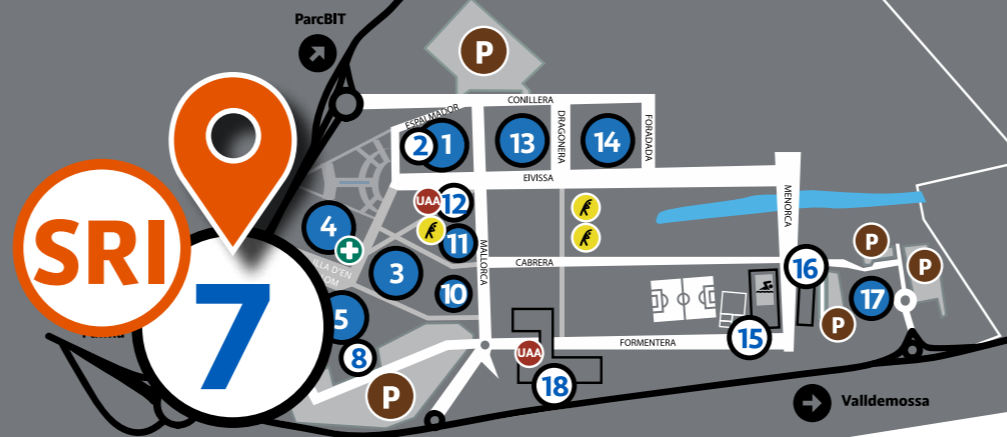 ParcBIT
P
CONILLERA
ESPALMADOR
DRAGONERA
FORADADA
2
1
13
14
EIVISSA
UAA
12
MENORCA
4
11
MALLORCA
SRI
3
CABRERA
16
P
P
10
17
7
5
P
15
8
UAA
FORMENTERA
18
P
Valldemossa